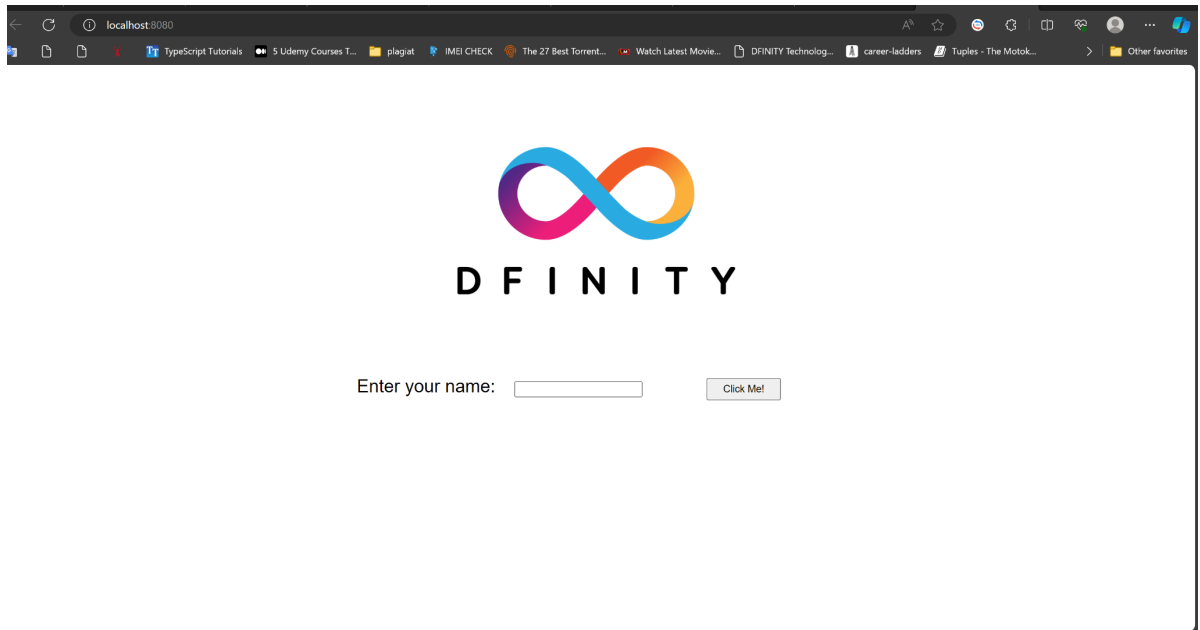 localhost:8080
TypeScript Tutorials 5 Udemy Courses T... plagiat IMEI CHECK The 27 Best Torrent... Watch Latest Movie... DFINITY Technolog... career-ladders Tuples - The Motok... Other favorites
DFINITY
Enter your name: Click Me!